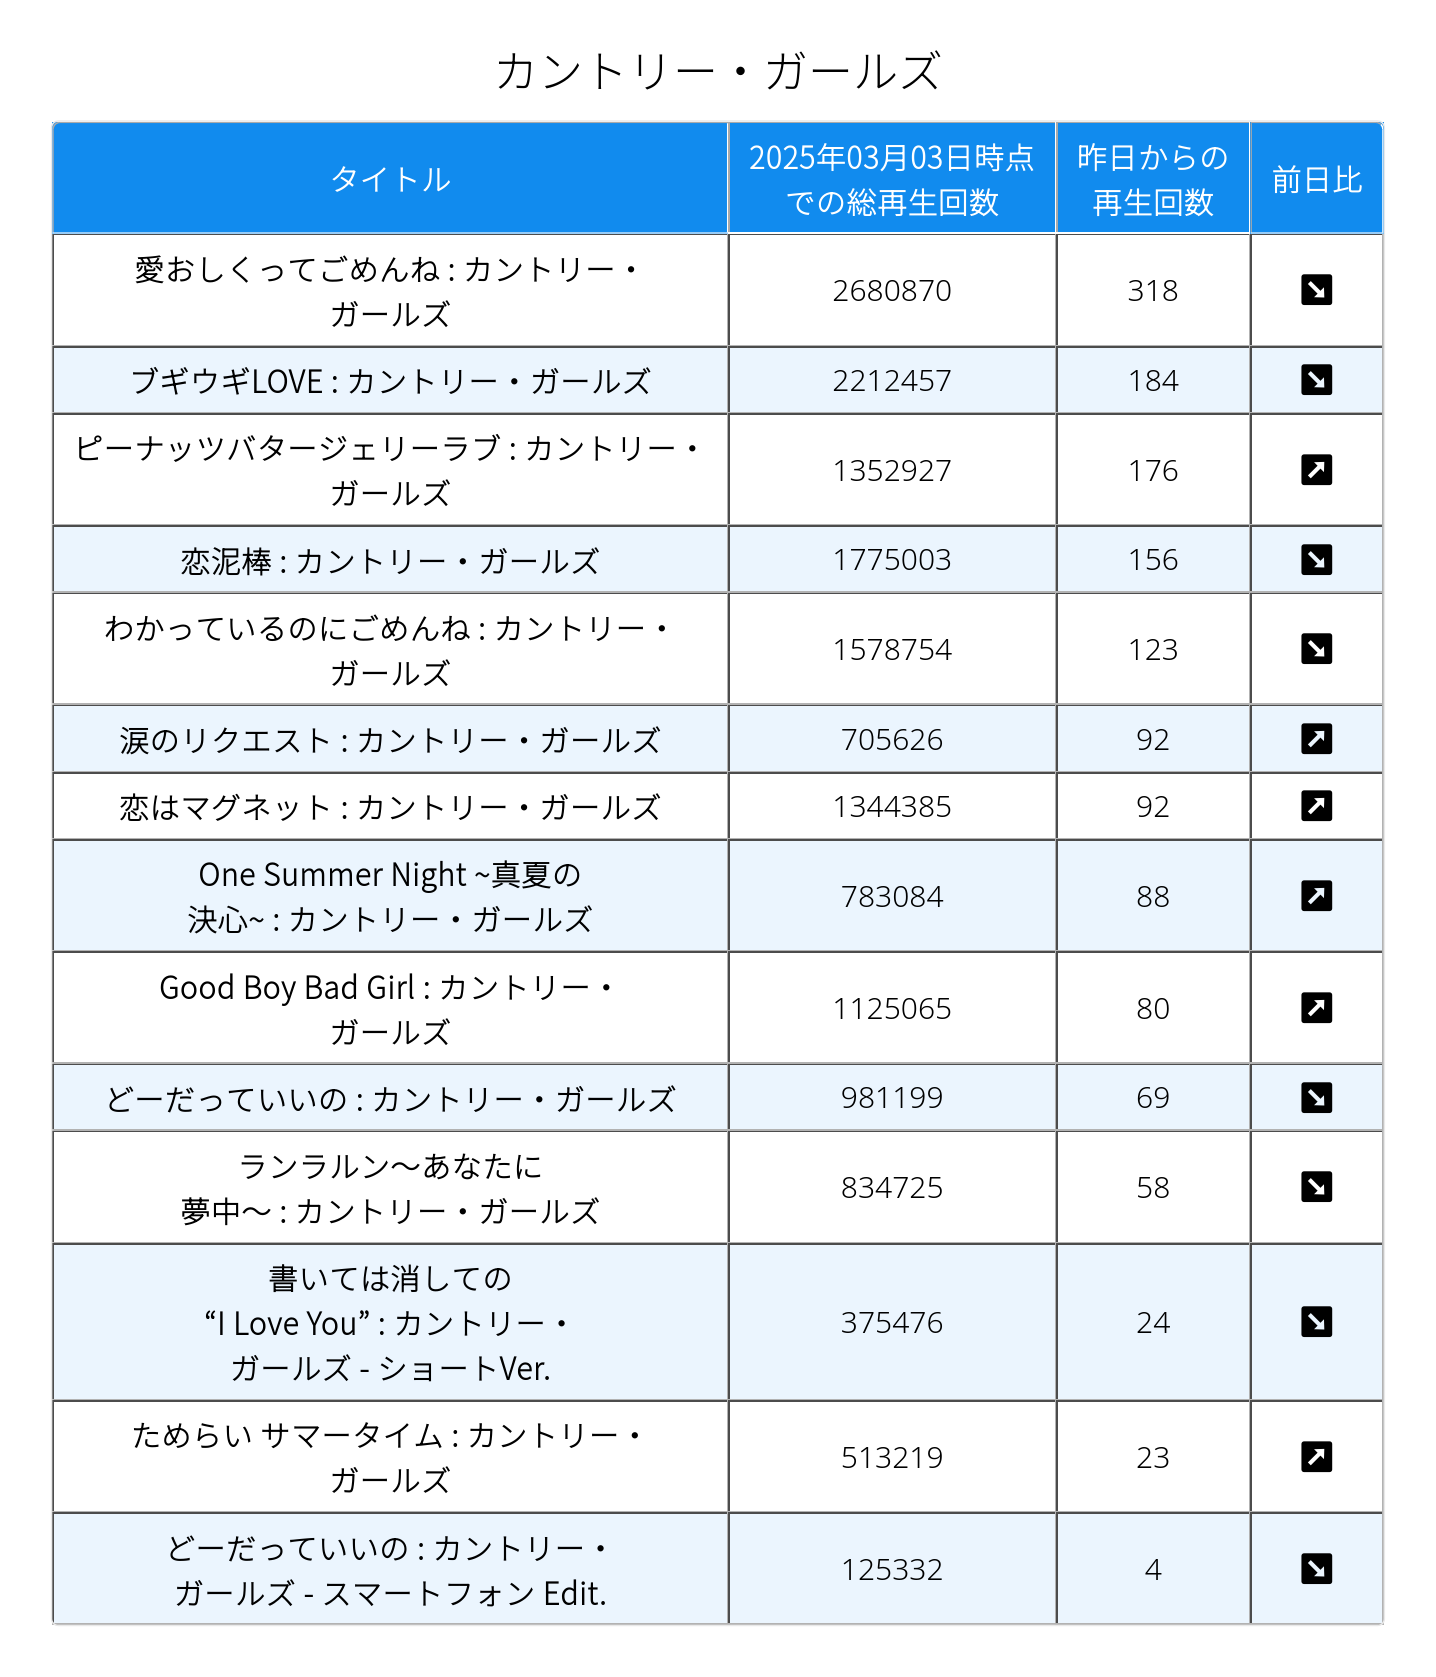 カントリー・ガールズ
タイトル
2025年03月03日時点
での総再生回数
昨日からの
再生回数
前日比
愛おしくってごめんね : カントリー・
ガールズ
2680870
318
ブギウギLOVE : カントリー・ガールズ
2212457
184
ピーナッツバタージェリーラブ : カントリー・
ガールズ
1352927
176
恋泥棒 : カントリー・ガールズ
1775003
156
わかっているのにごめんね : カントリー・
ガールズ
1578754
123
涙のリクエスト : カントリー・ガールズ
705626
92
恋はマグネット : カントリー・ガールズ
1344385
92
One Summer Night ~真夏の
決心~ : カントリー・ガールズ
783084
88
Good Boy Bad Girl : カントリー・
ガールズ
1125065
80
どーだっていいの : カントリー・ガールズ
981199
69
ランラルン〜あなたに
夢中〜 : カントリー・ガールズ
834725
58
書いては消しての
“I Love You” : カントリー・
ガールズ - ショートVer.
375476
24
ためらい サマータイム : カントリー・
ガールズ
513219
23
どーだっていいの : カントリー・
ガールズ - スマートフォン Edit.
125332
4